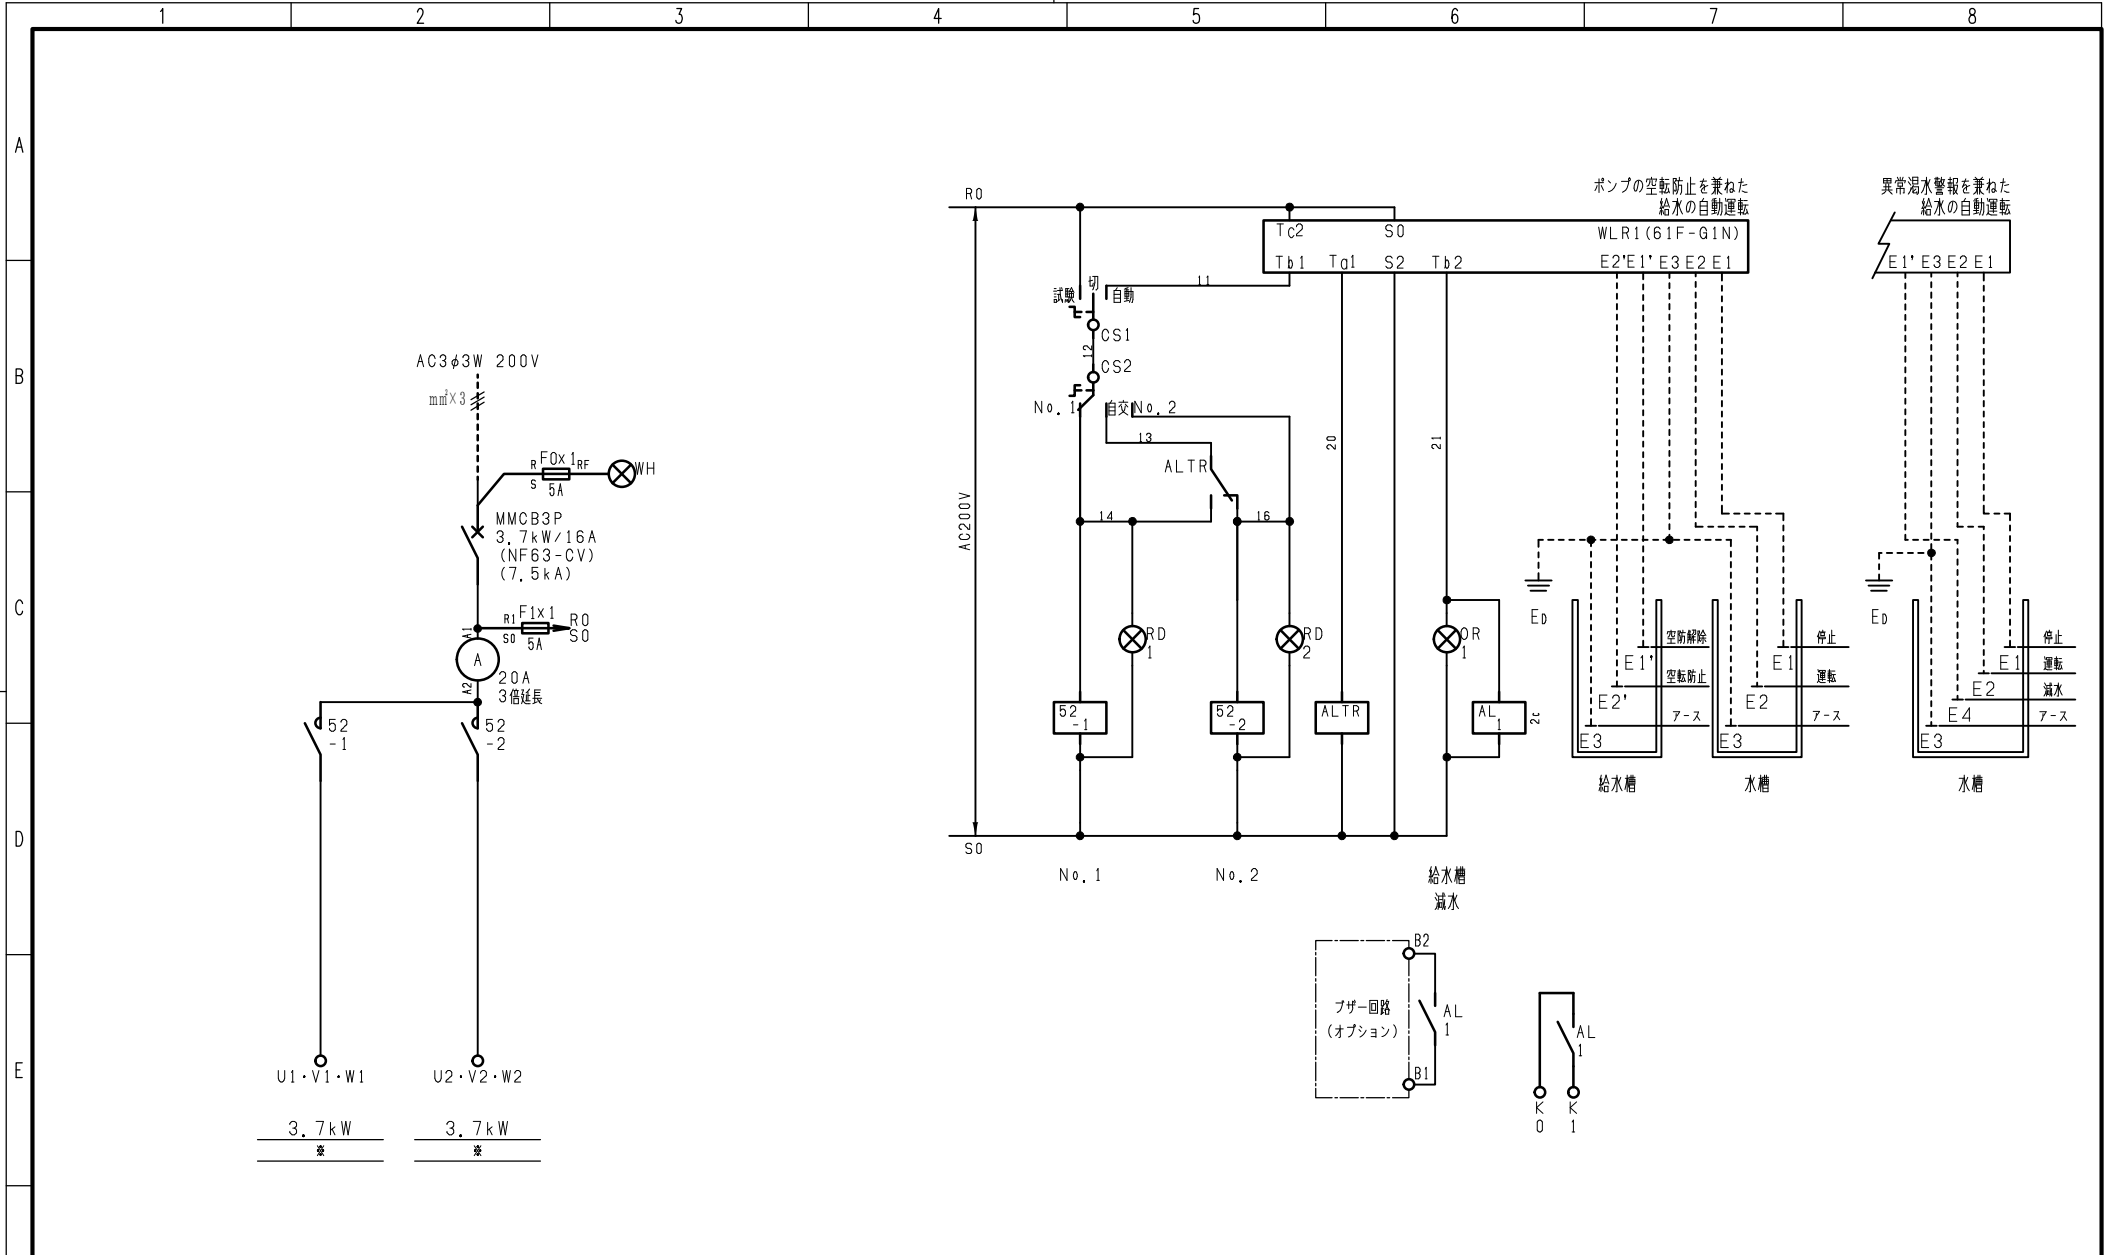 1 2 3 4 5 6 7 8
A
B
C
D
E
AC3φ3W 200V
mm²×3
R F0x1 RF
S 5A
WH
MMCB3P
3.7kW/16A
(NF63-CV)
(7.5kA)
R1 F1x1 R0
S0 5A S0
A1
A
A2
20A
3倍延長
52
-1
52
-2
U1・V1・W1
U2・V2・W2
3.7kW
※
3.7kW
※
R0
AC200V
S0
試験 切 自動
11
CS1
12
CS2
No.1 自交 No.2
13
ALTR
14
16
20
21
RD
1
RD
2
OR
1
52
-1
52
-2
ALTR
AL
1
2c
No.1
No.2
給水槽
減水
ポンプの空転防止を兼ねた
給水の自動運転
Tc2 S0 WLR1(61F-G1N)
Tb1 Ta1 S2 Tb2 E2' E1' E3 E2 E1
ED
空防解除
E1'
空転防止
E2'
アース
E3
給水槽
停止
E1
運転
E2
アース
E3
水槽
異常渇水警報を兼ねた
給水の自動運転
E1' E3 E2 E1
ED
停止
E1
運転
E2
減水
E4
アース
E3
水槽
B2
ブザー回路
(オプション)
AL
1
B1
AL
1
K
0
K
1